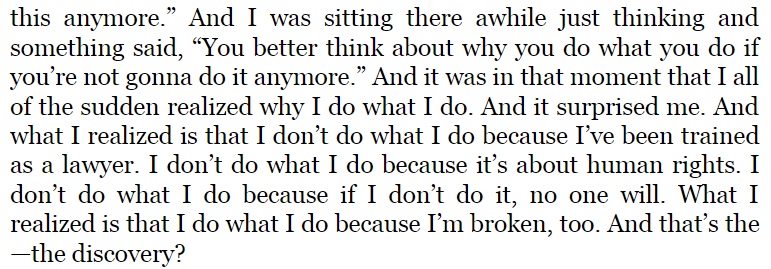 this anymore.” And I was sitting there awhile just thinking and
something said, “You better think about why you do what you do if
you’re not gonna do it anymore.” And it was in that moment that I all
of the sudden realized why I do what I do. And it surprised me. And
what I realized is that I don’t do what I do because I’ve been trained
as a lawyer. I don’t do what I do because it’s about human rights. I
don’t do what I do because if I don’t do it, no one will. What I
realized is that I do what I do because I’m broken, too. And that’s the
—the discovery?